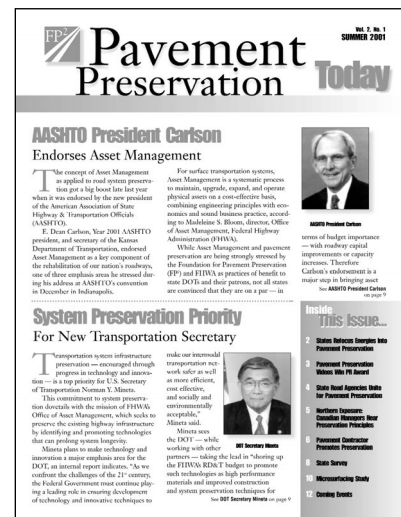 FP²
Vol. 2, No. 1
SUMMER 2001
Pavement
Preservation
Today
AASHTO President Carlson
Endorses Asset Management
The concept of Asset Management
as applied to road system preserva-
tion got a big boost late last year
when it was endorsed by the new president
of the American Association of State
Highway & Transportation Officials
(AASHTO).
E. Dean Carlson, Year 2001 AASHTO
president, and secretary of the Kansas
Department of Transportation, endorsed
Asset Management as a key component of
the rehabilitation of our nation's roadways,
one of three emphasis areas he stressed dur-
ing his address at AASHTO's convention
in December in Indianapolis.
For surface transportation systems,
Asset Management is a systematic process
to maintain, upgrade, expand, and operate
physical assets on a cost-effective basis,
combining engineering principles with eco-
nomics and sound business practice, accord-
ing to Madeleine S. Bloom, director, Office
of Asset Management, Federal Highway
Administration (FHWA).
While Asset Management and pavement
preservation are being strongly stressed by
the Foundation for Pavement Preservation
(FP) and FHWA as practices of benefit to
state DOTs and their patrons, not all states
are convinced that they are on a par — in
AASHTO President Carlson
terms of budget importance
— with roadway capital
improvements or capacity
increases. Therefore
Carlson's endorsement is a
major step in bringing asset
See AASHTO President Carlson
on page 9
System Preservation Priority
For New Transportation Secretary
Transportation system infrastructure
preservation — encouraged through
progress in technology and innova-
tion — is a top priority for U.S. Secretary
of Transportation Norman Y. Mineta.
This commitment to system preserva-
tion dovetails with the mission of FHWA's
Office of Asset Management, which seeks to
preserve the existing highway infrastructure
by identifying and promoting technologies
that can prolong system longevity.
Mineta plans to make technology and
innovation a major emphasis area for the
DOT, an internal report indicates. "As we
confront the challenges of the 21st century,
the Federal Government must continue play-
ing a leading role in ensuring development
of technology and innovative techniques to
make our intermodal
transportation net-
work safer as well
as more efficient,
cost effective,
and socially and
environmentally
acceptable,"
Mineta said.
Mineta sees
the DOT — while
working with other
partners — taking the lead in "shoring up
the FHWA's RD&T budget to promote
such technologies as high performance
materials and improved construction
and system preservation techniques for
See DOT Secretary Mineta on page 9
DOT Secretary Mineta
Inside
This Issue...
2 States Refocus Energies Into
Pavement Preservation
3 Pavement Preservation
Videos Win PR Award
4 State Road Agencies Unite
for Pavement Preservation
5 Northern Exposure:
Canadian Managers Hear
Preservation Principles
6 Pavement Contractor
Promotes Preservation
8 State Survey
10 Microsurfacing Study
12 Coming Events